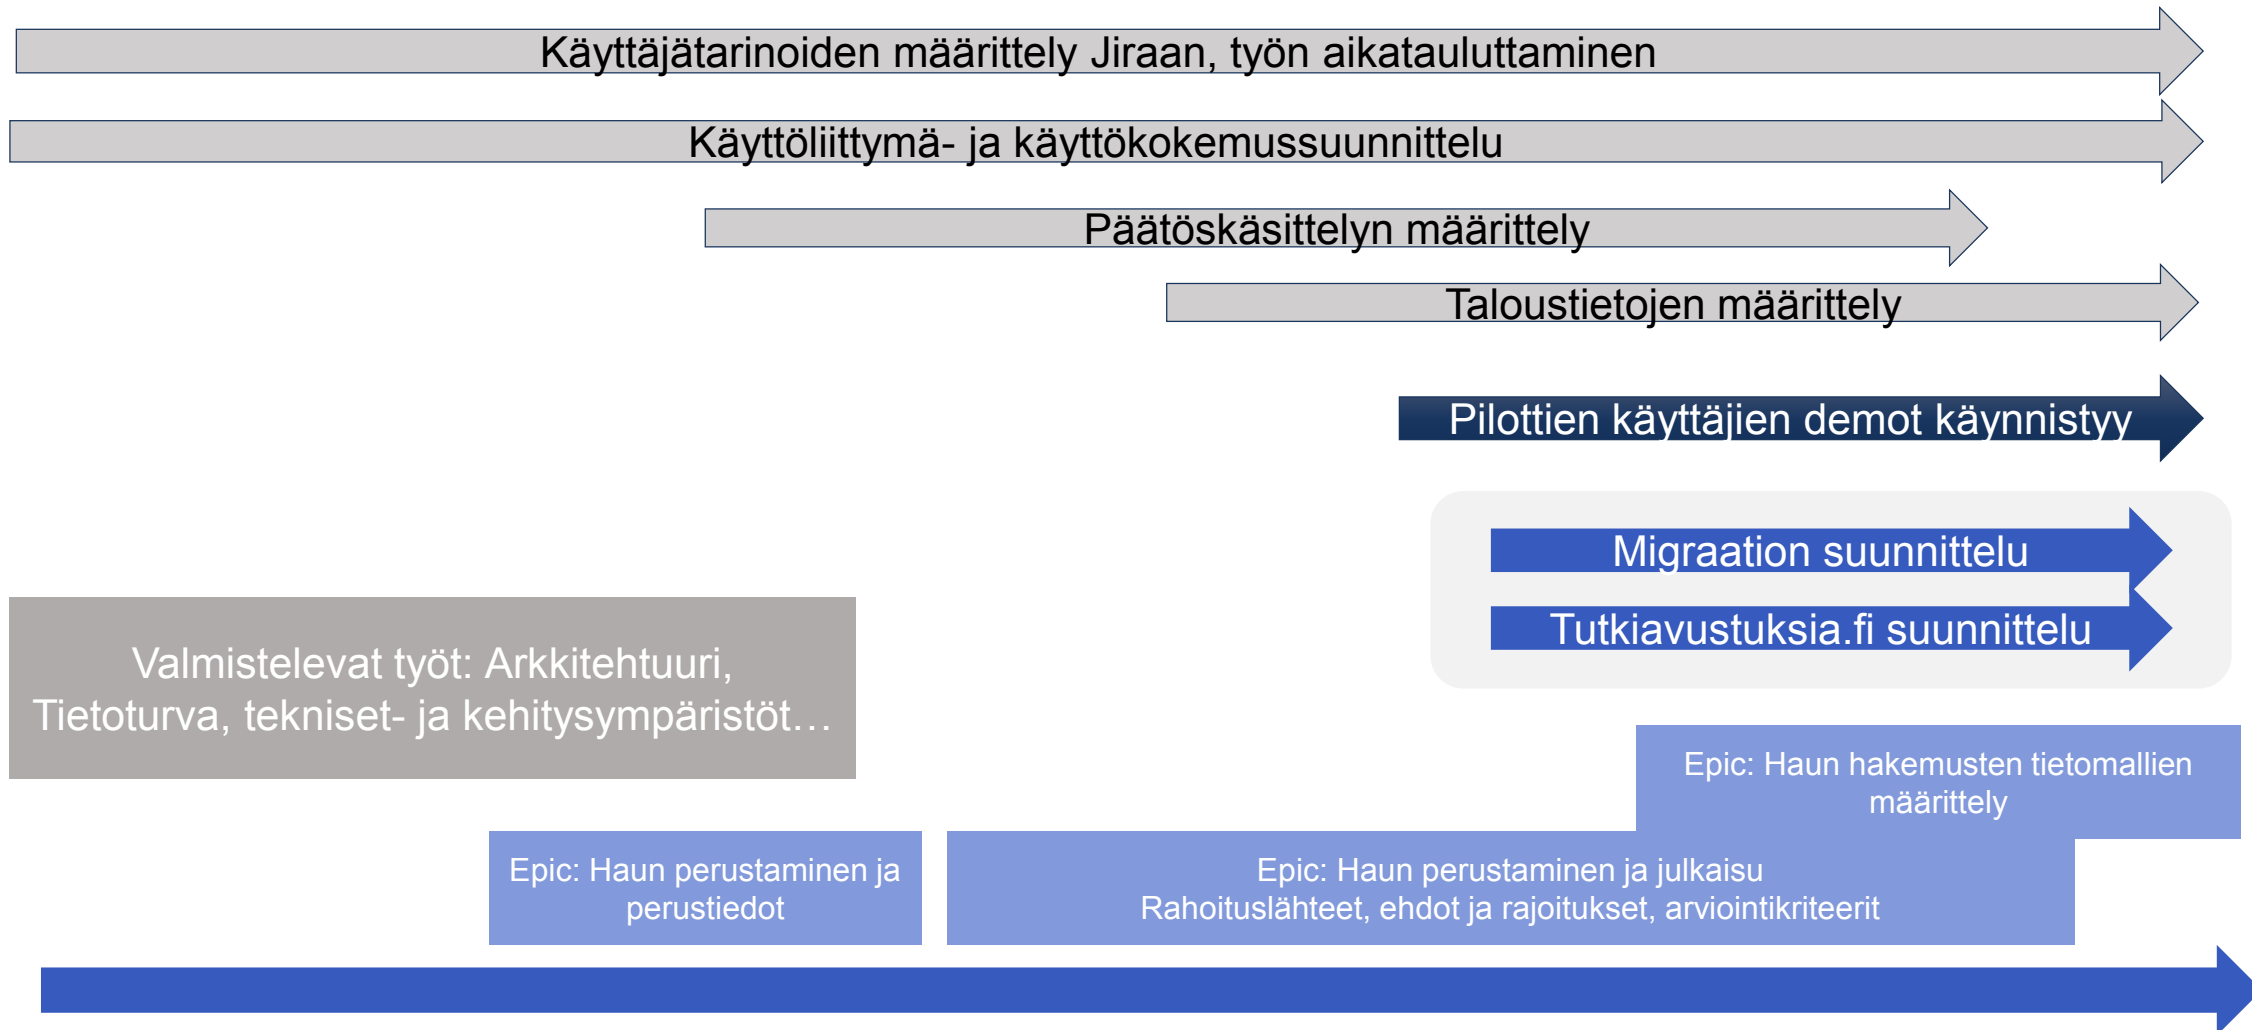 Käyttäjätarinoiden määrittely Jiraan, työn aikatauluttaminen
Käyttöliittymä- ja käyttökokemussuunnittelu
Päätöskäsittelyn määrittely
Taloustietojen määrittely
Pilottien käyttäjien demot käynnistyy
Migraation suunnittelu
Tutkiavustuksia.fi suunnittelu
Valmistelevat työt: Arkkitehtuuri,
Tietoturva, tekniset- ja kehitysympäristöt…
Epic: Haun hakemusten tietomallien
määrittely
Epic: Haun perustaminen ja
perustiedot
Epic: Haun perustaminen ja julkaisu
Rahoituslähteet, ehdot ja rajoitukset, arviointikriteerit